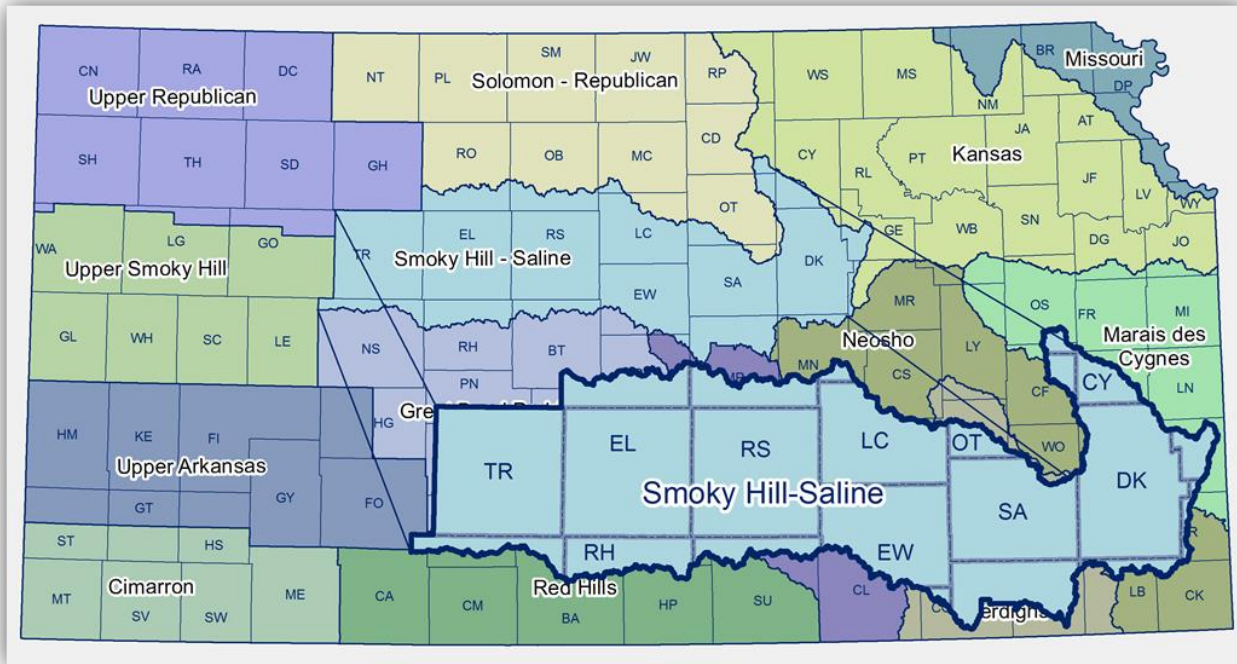 CN RA DC NT PL SM JW RP WS MS BR Missouri
Upper Republican Solomon - Republican NM DP
SH TH SD GH RO OB MC CD CY RL PT JA AT Kansas JF LV
OT GE WB SN DG WY JO
WA LG GO TR EL RS LC SA DK
Upper Smoky Hill Smoky Hill - Saline
EW MR OS FR MI
GL WH SC LE NS RH BT MN Neosho LY Marais des
Cygnes
PN CS CF LN
HG WO CY
HM KE FI Upper Arkansas
GT GY FO
TR EL RS LC OT SA DK
Smoky Hill-Saline
RH EW
ST HS
Cimarron Red Hills
MT SV SW ME CA CM BA HP SU CL LB CK